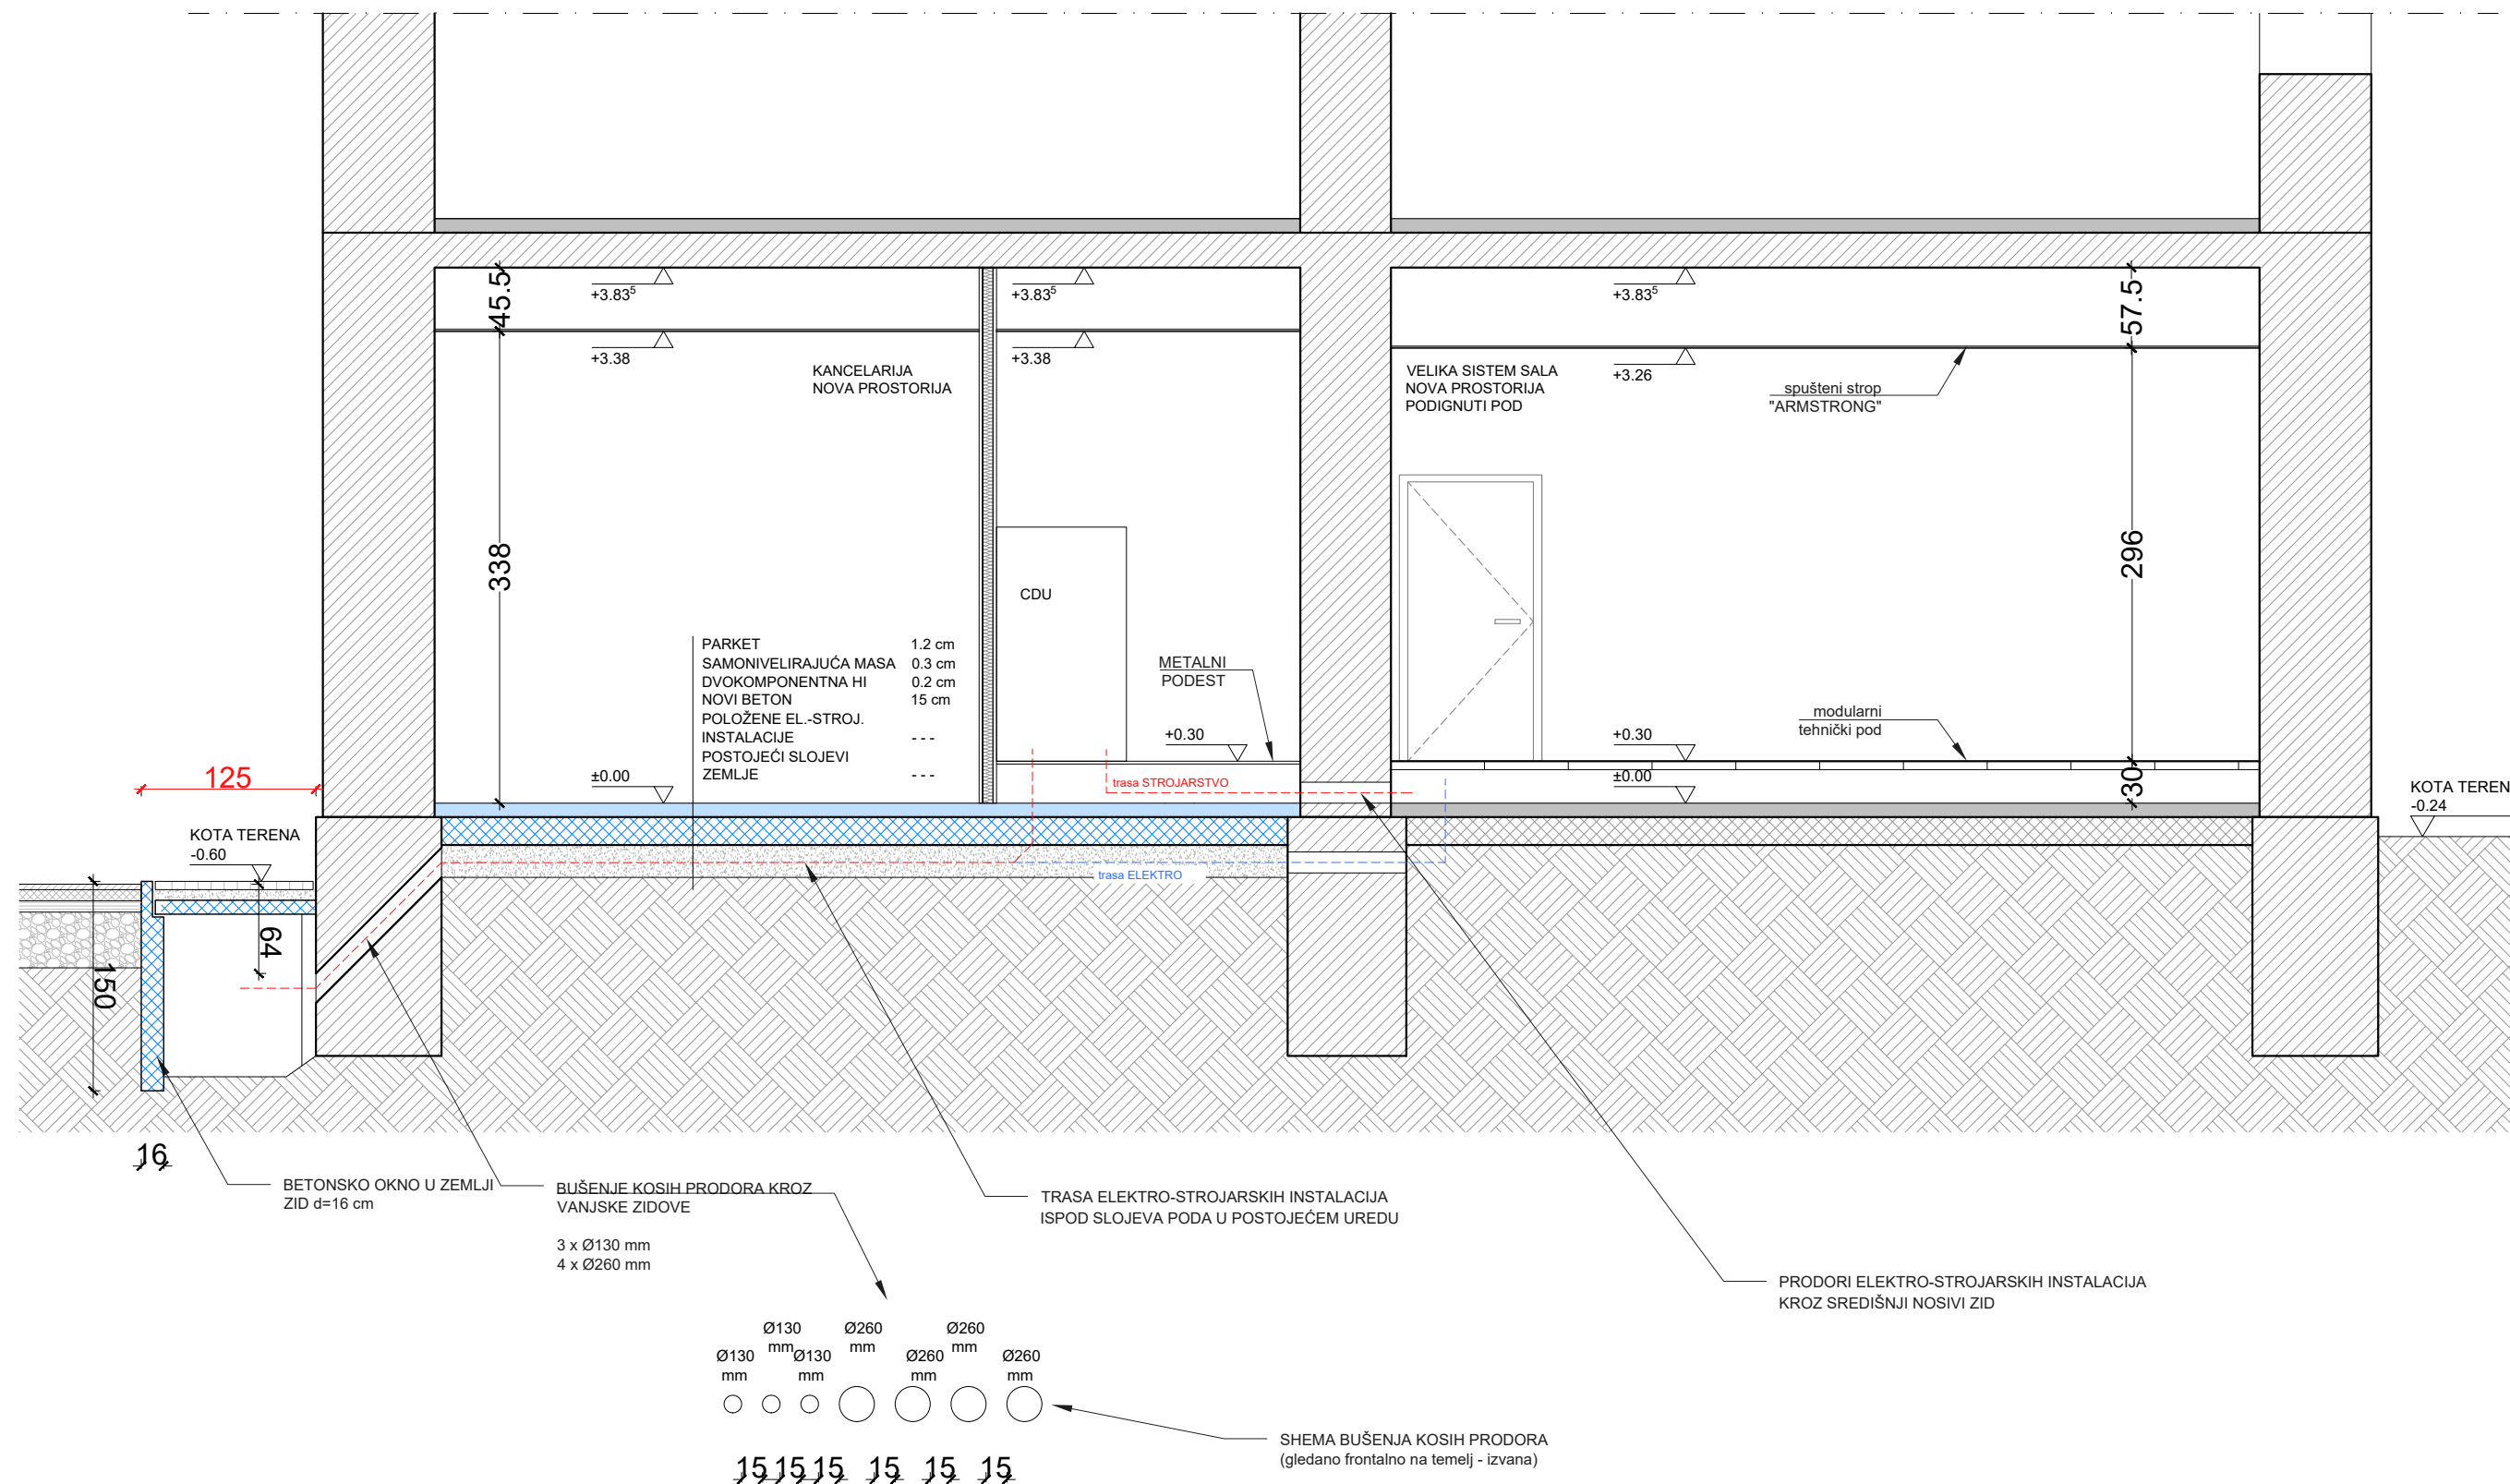 45.5
+3.83⁵
+3.83⁵
+3.83⁵
57.5
+3.38
+3.38
+3.26
KANCELARIJA
NOVA PROSTORIJA
VELIKA SISTEM SALA
NOVA PROSTORIJA
PODIGNUTI POD
spušteni strop
"ARMSTRONG"
338
296
CDU
PARKET 1.2 cm
SAMONIVELIRAJUĆA MASA 0.3 cm
DVOKOMPONENTNA HI 0.2 cm
NOVI BETON 15 cm
POLOŽENE EL.-STROJ.
INSTALACIJE - - -
POSTOJEĆI SLOJEVI
ZEMLJE - - -
METALNI
PODEST
modularni
tehnički pod
+0.30
+0.30
±0.00
±0.00
30
125
trasa STROJARSTVO
KOTA TEREN
-0.24
KOTA TERENA
-0.60
trasa ELEKTRO
64
150
16
BETONSKO OKNO U ZEMLJI
ZID d=16 cm
BUŠENJE KOSIH PRODORA KROZ
VANJSKE ZIDOVE
3 x Ø130 mm
4 x Ø260 mm
TRASA ELEKTRO-STROJARSKIH INSTALACIJA
ISPOD SLOJEVA PODA U POSTOJEĆEM UREDU
PRODORI ELEKTRO-STROJARSKIH INSTALACIJA
KROZ SREDIŠNJI NOSIVI ZID
Ø130 mm
Ø130 mm
Ø130 mm
Ø260 mm
Ø260 mm
Ø260 mm
Ø260 mm
SHEMA BUŠENJA KOSIH PRODORA
(gledano frontalno na temelj - izvana)
15 15 15 15 15 15